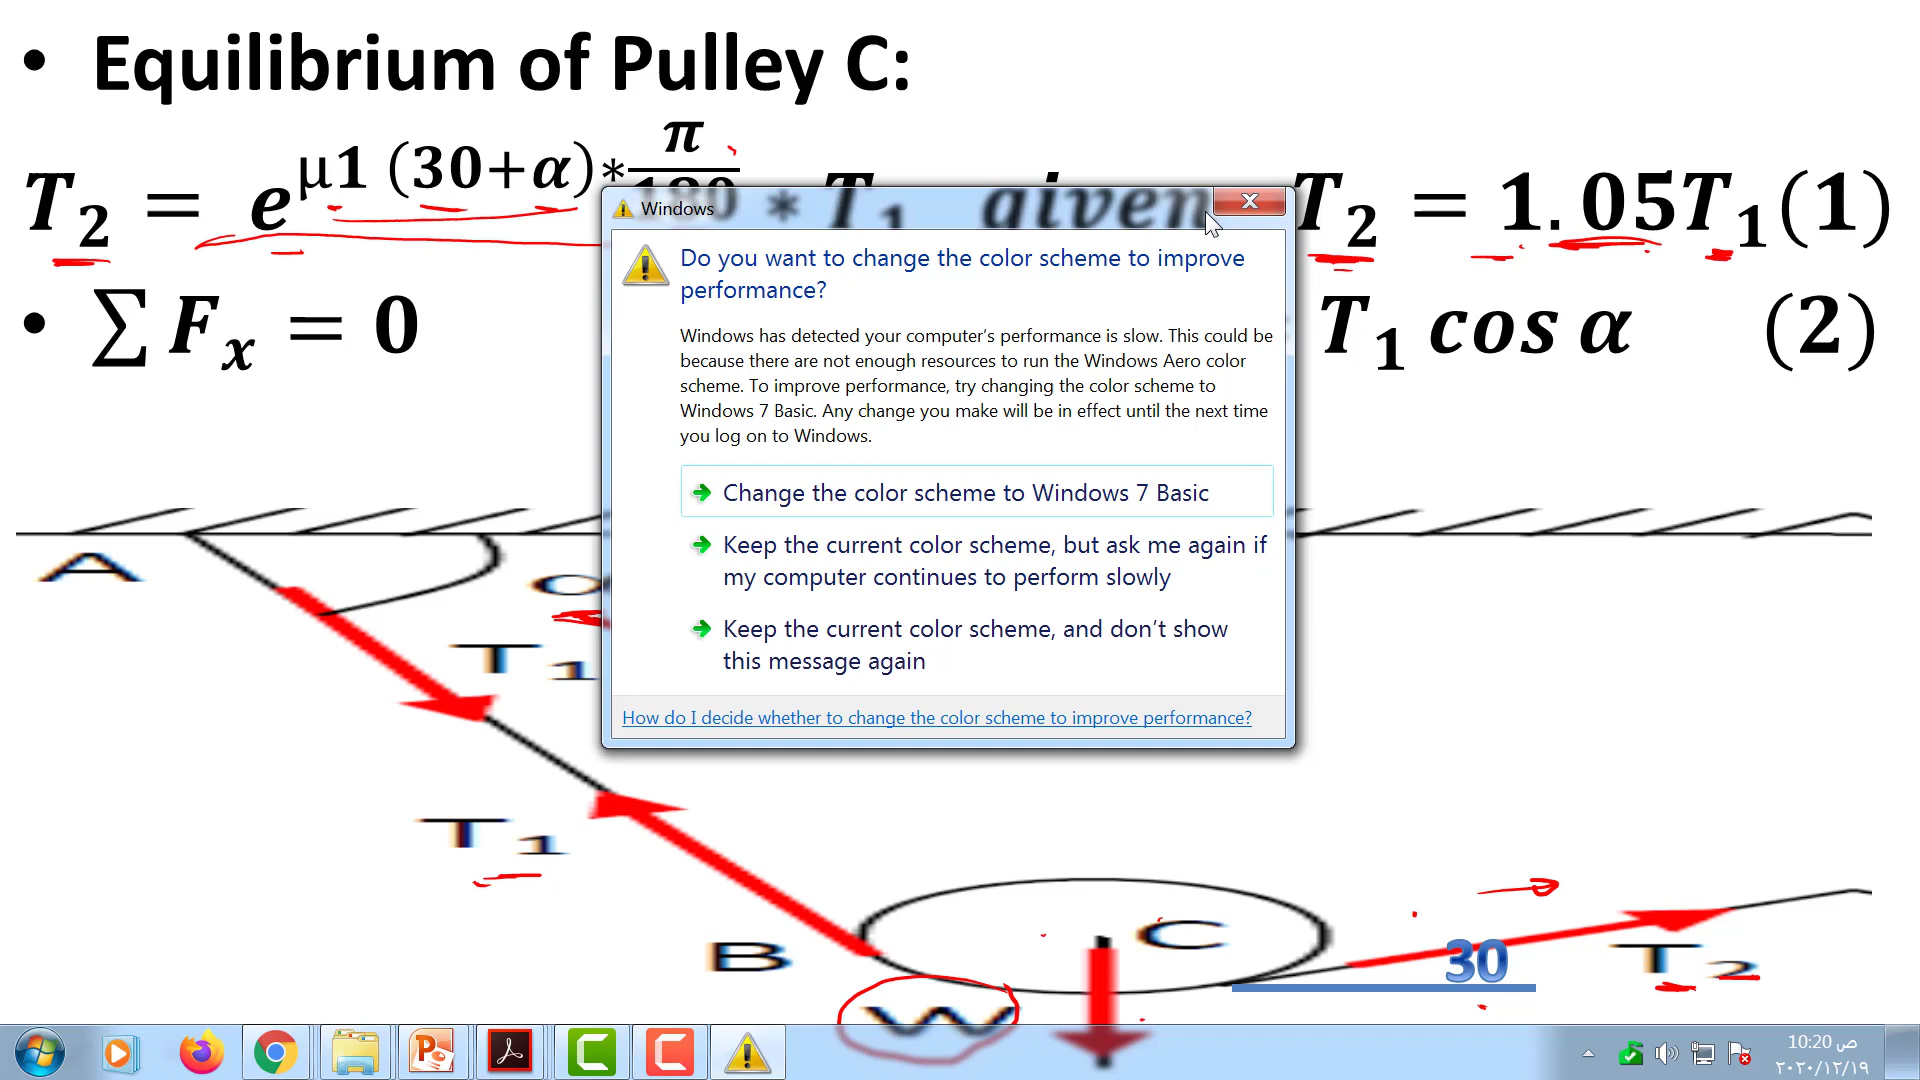 • Equilibrium of Pulley C:
T₂ = e^{μ1 (30+α)*π/180} * T₁ given T₂ = 1.05T₁(1)
• ∑Fₓ = 0 T₁ cos α (2)
Windows
Do you want to change the color scheme to improve
performance?
Windows has detected your computer's performance is slow. This could be
because there are not enough resources to run the Windows Aero color
scheme. To improve performance, try changing the color scheme to
Windows 7 Basic. Any change you make will be in effect until the next time
you log on to Windows.
Change the color scheme to Windows 7 Basic
Keep the current color scheme, but ask me again if
my computer continues to perform slowly
Keep the current color scheme, and don't show
this message again
How do I decide whether to change the color scheme to improve performance?
A
T₁
T₁
B
C
30
T₂
W
10:20 ص
٢٠٢٠/١٢/١٩